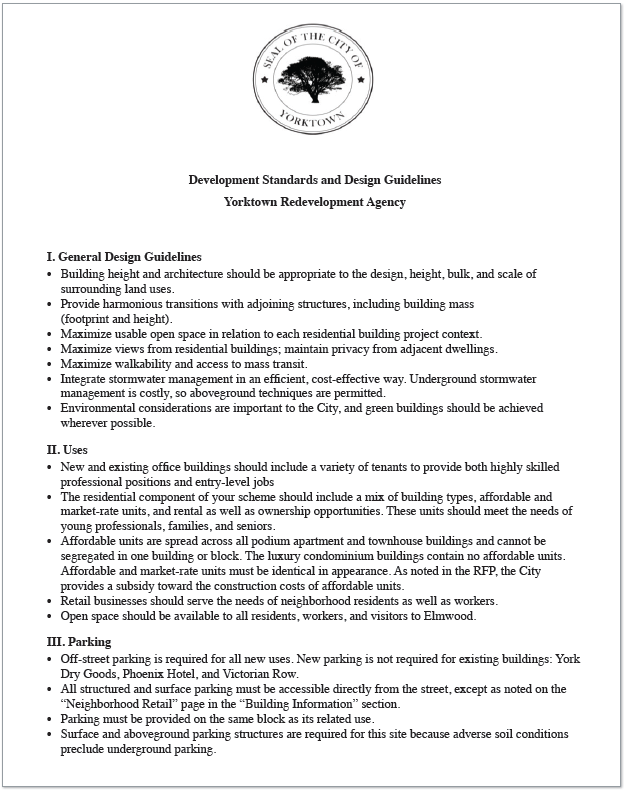 SEAL OF THE CITY OF
YORKTOWN
Development Standards and Design Guidelines
Yorktown Redevelopment Agency
I. General Design Guidelines
• Building height and architecture should be appropriate to the design, height, bulk, and scale of
surrounding land uses.
• Provide harmonious transitions with adjoining structures, including building mass
(footprint and height).
• Maximize usable open space in relation to each residential building project context.
• Maximize views from residential buildings; maintain privacy from adjacent dwellings.
• Maximize walkability and access to mass transit.
• Integrate stormwater management in an efficient, cost-effective way. Underground stormwater
management is costly, so aboveground techniques are permitted.
• Environmental considerations are important to the City, and green buildings should be achieved
wherever possible.
II. Uses
• New and existing office buildings should include a variety of tenants to provide both highly skilled
professional positions and entry-level jobs
• The residential component of your scheme should include a mix of building types, affordable and
market-rate units, and rental as well as ownership opportunities. These units should meet the needs of
young professionals, families, and seniors.
• Affordable units are spread across all podium apartment and townhouse buildings and cannot be
segregated in one building or block. The luxury condominium buildings contain no affordable units.
Affordable and market-rate units must be identical in appearance. As noted in the RFP, the City
provides a subsidy toward the construction costs of affordable units.
• Retail businesses should serve the needs of neighborhood residents as well as workers.
• Open space should be available to all residents, workers, and visitors to Elmwood.
III. Parking
• Off-street parking is required for all new uses. New parking is not required for existing buildings: York
Dry Goods, Phoenix Hotel, and Victorian Row.
• All structured and surface parking must be accessible directly from the street, except as noted on the
“Neighborhood Retail” page in the “Building Information” section.
• Parking must be provided on the same block as its related use.
• Surface and aboveground parking structures are required for this site because adverse soil conditions
preclude underground parking.